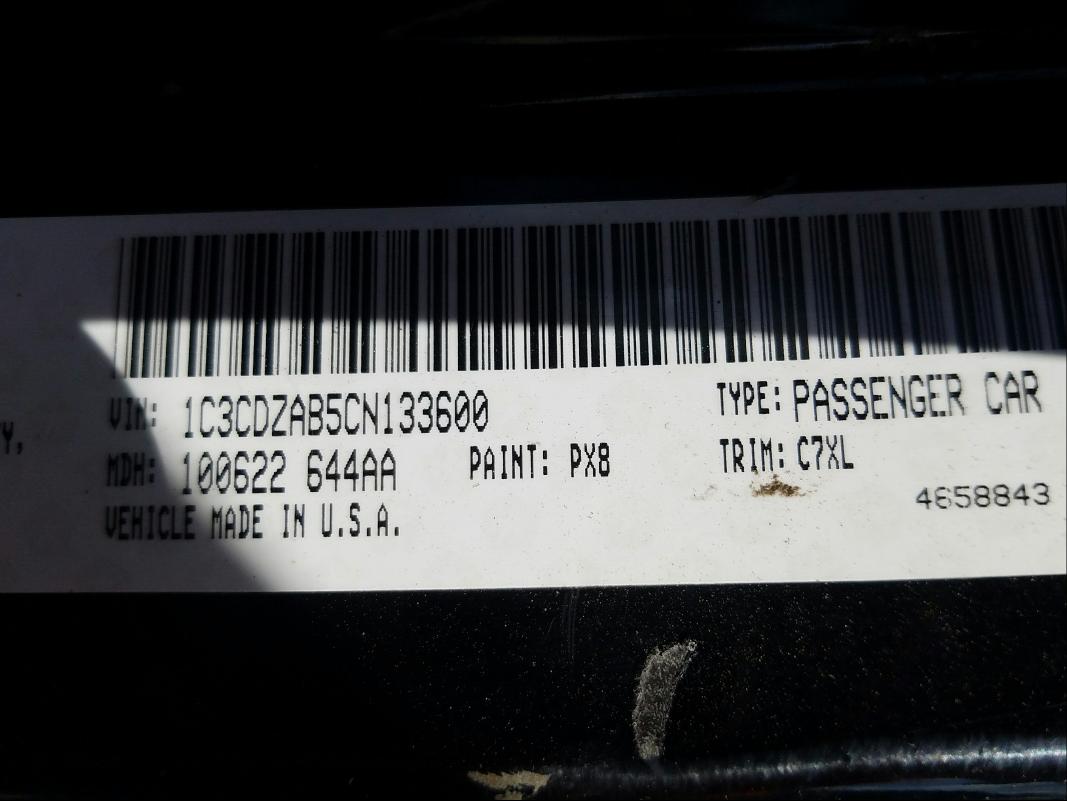 Y,
VIN: 1C3CDZAB5CN133600 TYPE: PASSENGER CAR
MDH: 100622 644AA PAINT: PX8 TRIM: C7XL
VEHICLE MADE IN U.S.A. 4658843